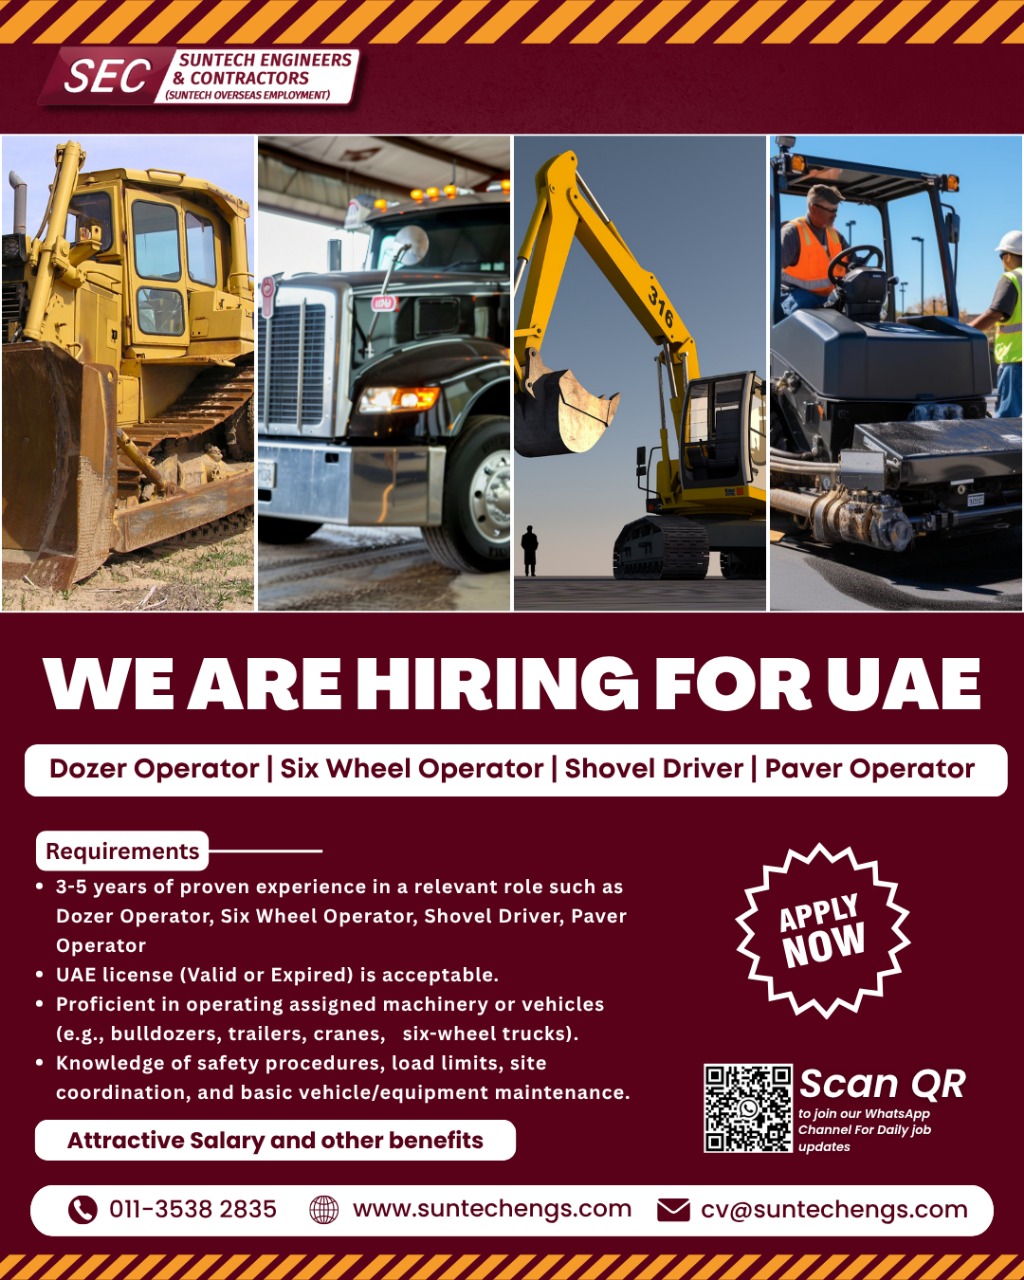 SEC
SUNTECH ENGINEERS
& CONTRACTORS
(SUNTECH OVERSEAS EMPLOYMENT)
316
WE ARE HIRING FOR UAE
Dozer Operator | Six Wheel Operator | Shovel Driver | Paver Operator
Requirements
• 3-5 years of proven experience in a relevant role such as
Dozer Operator, Six Wheel Operator, Shovel Driver, Paver
Operator
• UAE license (Valid or Expired) is acceptable.
• Proficient in operating assigned machinery or vehicles
(e.g., bulldozers, trailers, cranes, six-wheel trucks).
• Knowledge of safety procedures, load limits, site
coordination, and basic vehicle/equipment maintenance.
APPLY
NOW
Scan QR
to join our WhatsApp
Channel For Daily job
updates
Attractive Salary and other benefits
011-3538 2835
www.suntechengs.com
cv@suntechengs.com